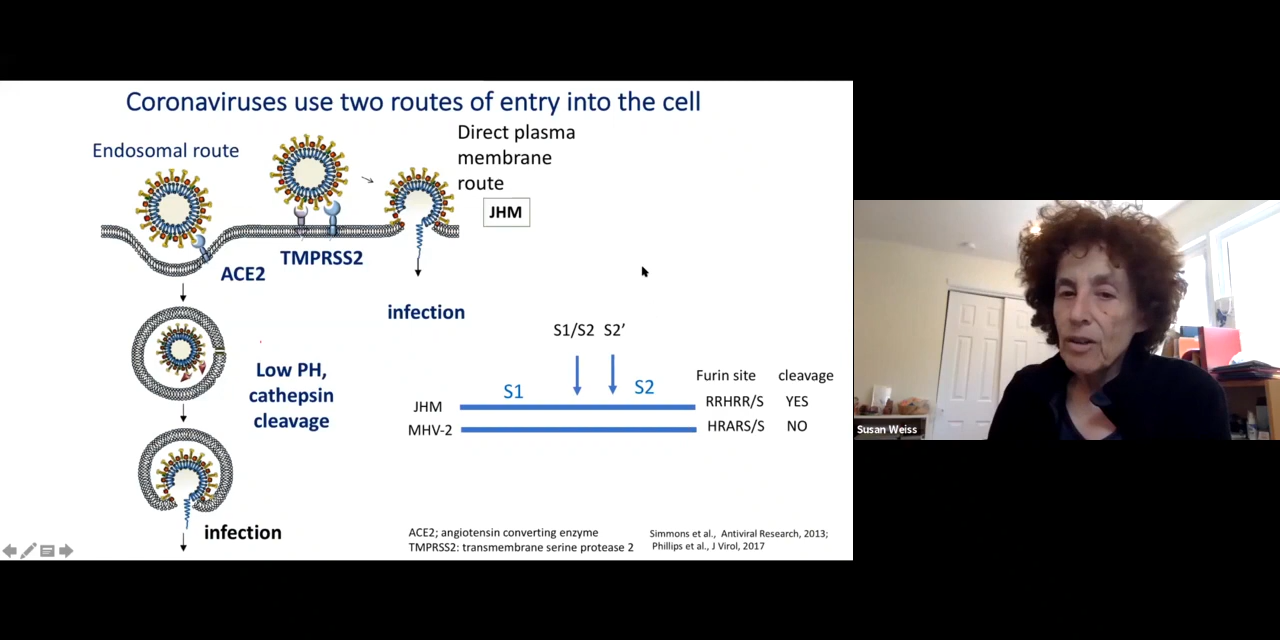 Coronaviruses use two routes of entry into the cell
Endosomal route
Direct plasma
membrane
route
JHM
TMPRSS2
ACE2
infection
Low PH,
cathepsin
cleavage
infection
S1/S2 S2’
S1
S2
Furin site cleavage
JHM
RRHRR/S YES
MHV-2
HRARS/S NO
ACE2; angiotensin converting enzyme
TMPRSS2: transmembrane serine protease 2
Simmons et al., Antiviral Research, 2013;
Phillips et al., J Virol, 2017
Susan Weiss